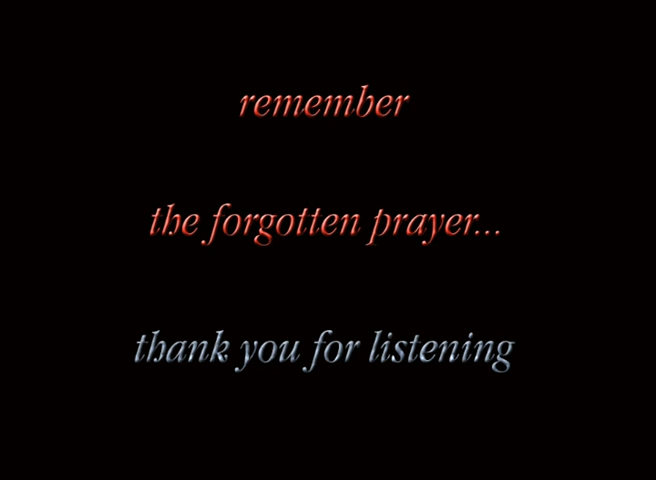 remember
the forgotten prayer...
thank you for listening